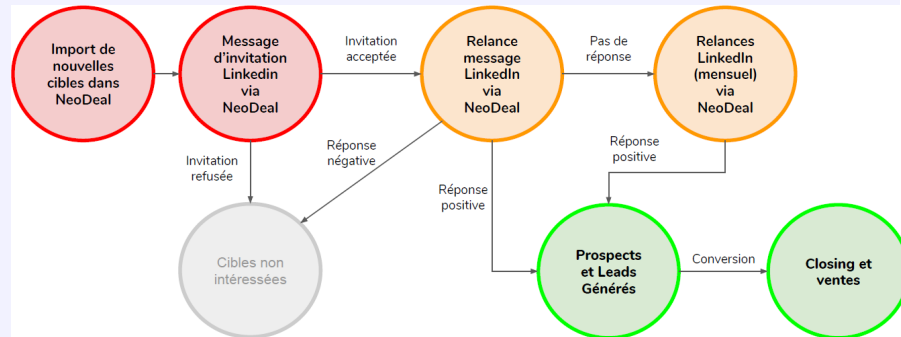 Import de
nouvelles
cibles dans
NeoDeal
Message
d'invitation
Linkedin
via
NeoDeal
Invitation
acceptée
Relance
message
LinkedIn
via
NeoDeal
Pas de
réponse
Relances
LinkedIn
(mensuel) via
NeoDeal
Invitation
refusée
Réponse
négative
Réponse
positive
Réponse
positive
Cibles non
intéressées
Prospects
et Leads
Générés
Conversion
Closing et
ventes